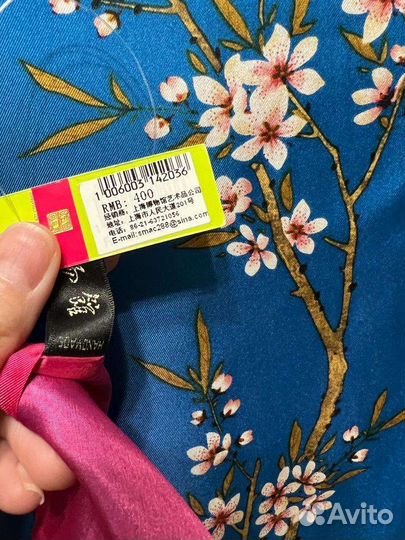 1006003142036
RMB: 400
经销商: 上海博物馆艺术品公司
地址: 上海市人民大道201号
电话: 86-21-63721056
E-mail:smac288@sina.com
HANDMADE
Avito